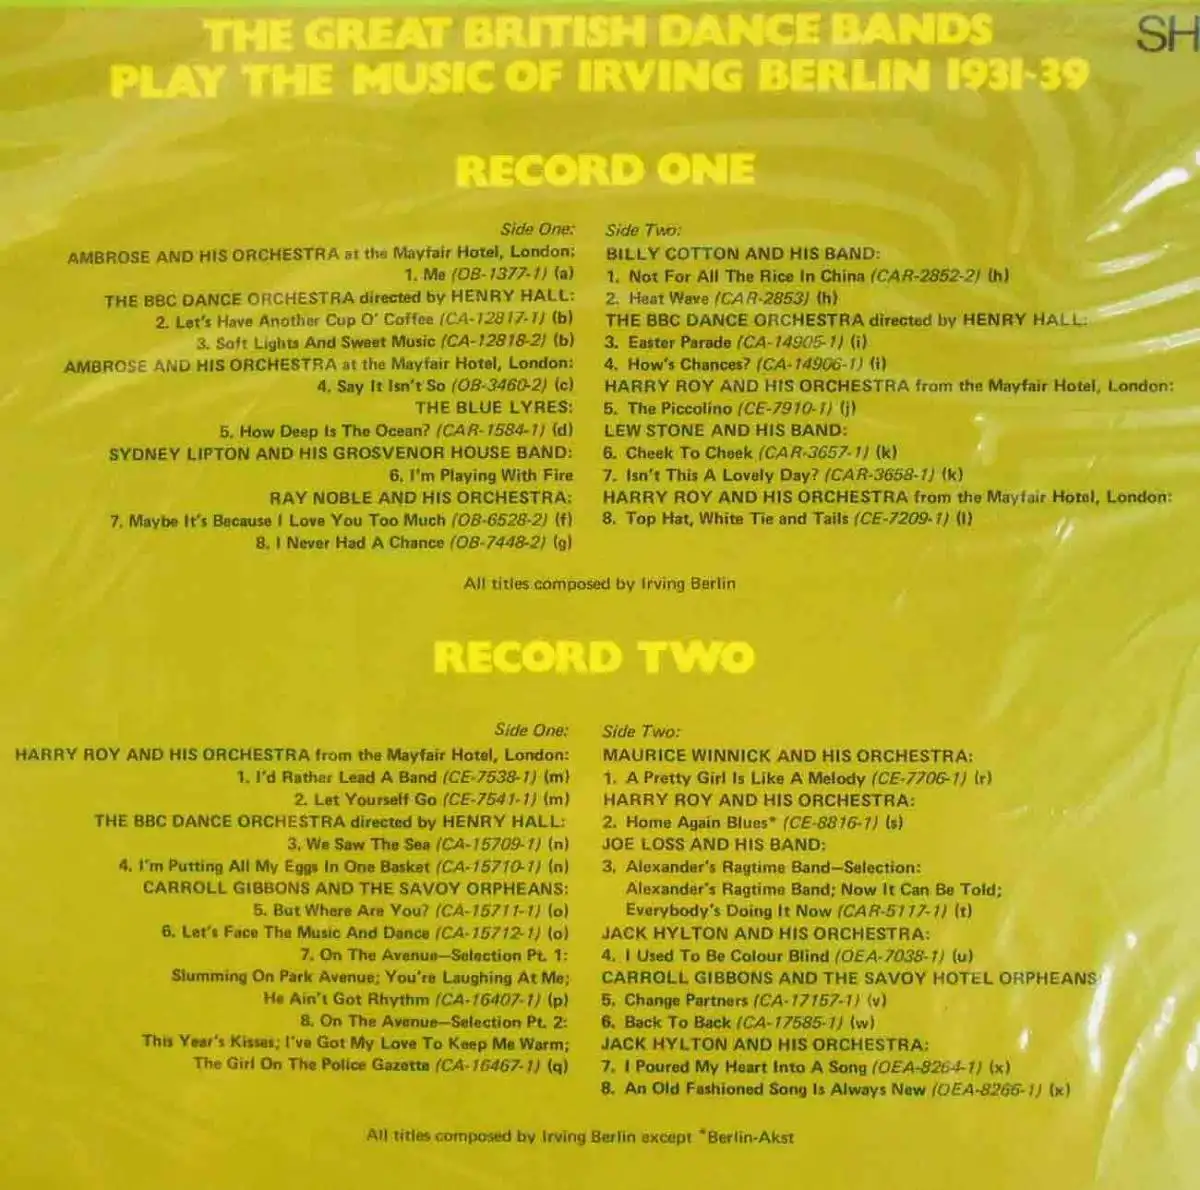 THE GREAT BRITISH DANCE BANDS
PLAY THE MUSIC OF IRVING BERLIN 1931-39
SH
RECORD ONE
Side One:
AMBROSE AND HIS ORCHESTRA at the Mayfair Hotel, London:
1. Me (OB-1377-1) (a)
THE BBC DANCE ORCHESTRA directed by HENRY HALL:
2. Let's Have Another Cup O' Coffee (CA-12817-1) (b)
3. Soft Lights And Sweet Music (CA-12818-2) (b)
AMBROSE AND HIS ORCHESTRA at the Mayfair Hotel, London:
4. Say It Isn't So (OB-3460-2) (c)
THE BLUE LYRES:
5. How Deep Is The Ocean? (CAR-1584-1) (d)
SYDNEY LIPTON AND HIS GROSVENOR HOUSE BAND:
6. I'm Playing With Fire
RAY NOBLE AND HIS ORCHESTRA:
7. Maybe It's Because I Love You Too Much (OB-6528-2) (f)
8. I Never Had A Chance (OB-7448-2) (g)
Side Two:
BILLY COTTON AND HIS BAND:
1. Not For All The Rice In China (CAR-2852-2) (h)
2. Heat Wave (CAR-2853) (h)
THE BBC DANCE ORCHESTRA directed by HENRY HALL:
3. Easter Parade (CA-14905-1) (i)
4. How's Chances? (CA-14906-1) (i)
HARRY ROY AND HIS ORCHESTRA from the Mayfair Hotel, London:
5. The Piccolino (CE-7910-1) (j)
LEW STONE AND HIS BAND:
6. Cheek To Cheek (CAR-3657-1) (k)
7. Isn't This A Lovely Day? (CAR-3658-1) (k)
HARRY ROY AND HIS ORCHESTRA from the Mayfair Hotel, London:
8. Top Hat, White Tie and Tails (CE-7209-1) (l)
All titles composed by Irving Berlin
RECORD TWO
Side One:
HARRY ROY AND HIS ORCHESTRA from the Mayfair Hotel, London:
1. I'd Rather Lead A Band (CE-7538-1) (m)
2. Let Yourself Go (CE-7541-1) (m)
THE BBC DANCE ORCHESTRA directed by HENRY HALL:
3. We Saw The Sea (CA-15709-1) (n)
4. I'm Putting All My Eggs In One Basket (CA-15710-1) (n)
CARROLL GIBBONS AND THE SAVOY ORPHEANS:
5. But Where Are You? (CA-15711-1) (o)
6. Let's Face The Music And Dance (CA-15712-1) (o)
7. On The Avenue—Selection Pt. 1:
Slumming On Park Avenue; You're Laughing At Me;
He Ain't Got Rhythm (CA-16407-1) (p)
8. On The Avenue—Selection Pt. 2:
This Year's Kisses; I've Got My Love To Keep Me Warm;
The Girl On The Police Gazette (CA-16467-1) (q)
Side Two:
MAURICE WINNICK AND HIS ORCHESTRA:
1. A Pretty Girl Is Like A Melody (CE-7706-1) (r)
HARRY ROY AND HIS ORCHESTRA:
2. Home Again Blues* (CE-8816-1) (s)
JOE LOSS AND HIS BAND:
3. Alexander's Ragtime Band—Selection:
Alexander's Ragtime Band; Now It Can Be Told;
Everybody's Doing It Now (CAR-5117-1) (t)
JACK HYLTON AND HIS ORCHESTRA:
4. I Used To Be Colour Blind (OEA-7038-1) (u)
CARROLL GIBBONS AND THE SAVOY HOTEL ORPHEANS
5. Change Partners (CA-17157-1) (v)
6. Back To Back (CA-17585-1) (w)
JACK HYLTON AND HIS ORCHESTRA:
7. I Poured My Heart Into A Song (OEA-8264-1) (x)
8. An Old Fashioned Song Is Always New (OEA-8266-1) (x)
All titles composed by Irving Berlin except *Berlin-Akst